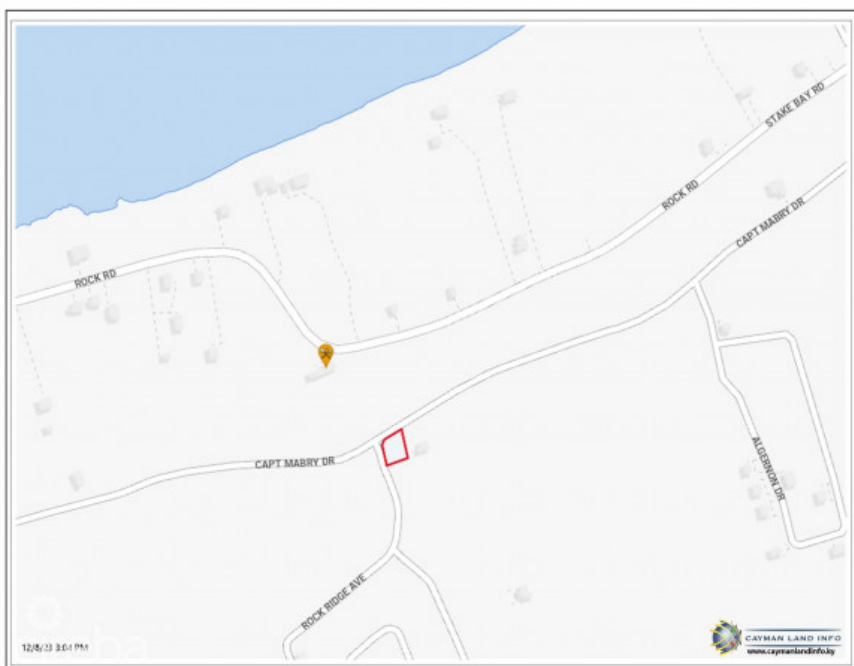 STAKE BAY RD
ROCK RD
CAPT MABRY DR
ROCK RD
CAPT MABRY DR
ALGERNON DR
ROCK RIDGE AVE
12/8/23 3:04 PM
CAYMAN LAND INFO
www.caymanlandinfo.ky